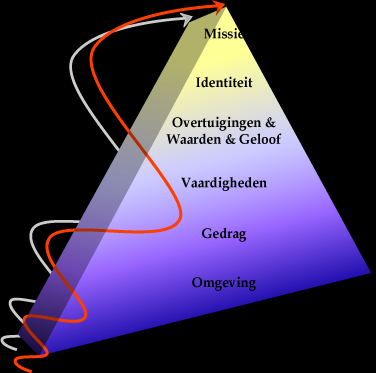 Missie
Identiteit
Overtuigingen &
Waarden & Geloof
Vaardigheden
Gedrag
Omgeving